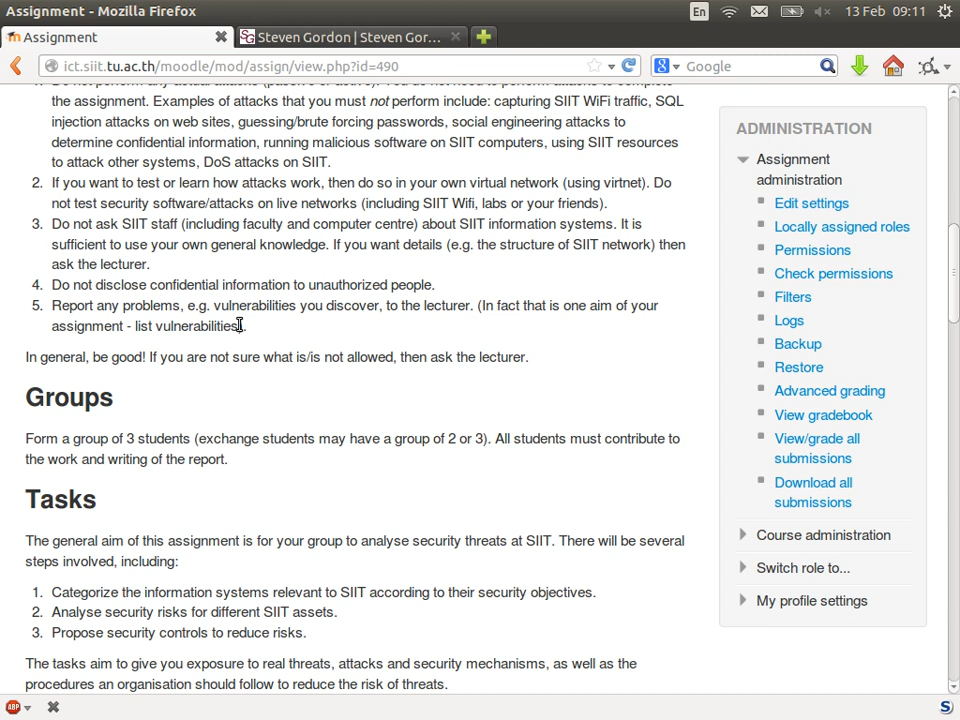 Assignment - Mozilla Firefox
En
13 Feb 09:11
Assignment
Steven Gordon | Steven Gor...
ict.siit.tu.ac.th/moodle/mod/assign/view.php?id=490
Google
the assignment. Examples of attacks that you must not perform include: capturing SIIT WiFi traffic, SQL
injection attacks on web sites, guessing/brute forcing passwords, social engineering attacks to
determine confidential information, running malicious software on SIIT computers, using SIIT resources
to attack other systems, DoS attacks on SIIT.
2. If you want to test or learn how attacks work, then do so in your own virtual network (using virtnet). Do
not test security software/attacks on live networks (including SIIT Wifi, labs or your friends).
3. Do not ask SIIT staff (including faculty and computer centre) about SIIT information systems. It is
sufficient to use your own general knowledge. If you want details (e.g. the structure of SIIT network) then
ask the lecturer.
4. Do not disclose confidential information to unauthorized people.
5. Report any problems, e.g. vulnerabilities you discover, to the lecturer. (In fact that is one aim of your
assignment - list vulnerabilities).
In general, be good! If you are not sure what is/is not allowed, then ask the lecturer.
Groups
Form a group of 3 students (exchange students may have a group of 2 or 3). All students must contribute to
the work and writing of the report.
Tasks
The general aim of this assignment is for your group to analyse security threats at SIIT. There will be several
steps involved, including:
1. Categorize the information systems relevant to SIIT according to their security objectives.
2. Analyse security risks for different SIIT assets.
3. Propose security controls to reduce risks.
The tasks aim to give you exposure to real threats, attacks and security mechanisms, as well as the
procedures an organisation should follow to reduce the risk of threats.
ADMINISTRATION
Assignment
administration
Edit settings
Locally assigned roles
Permissions
Check permissions
Filters
Logs
Backup
Restore
Advanced grading
View gradebook
View/grade all
submissions
Download all
submissions
Course administration
Switch role to...
My profile settings
ABP
S